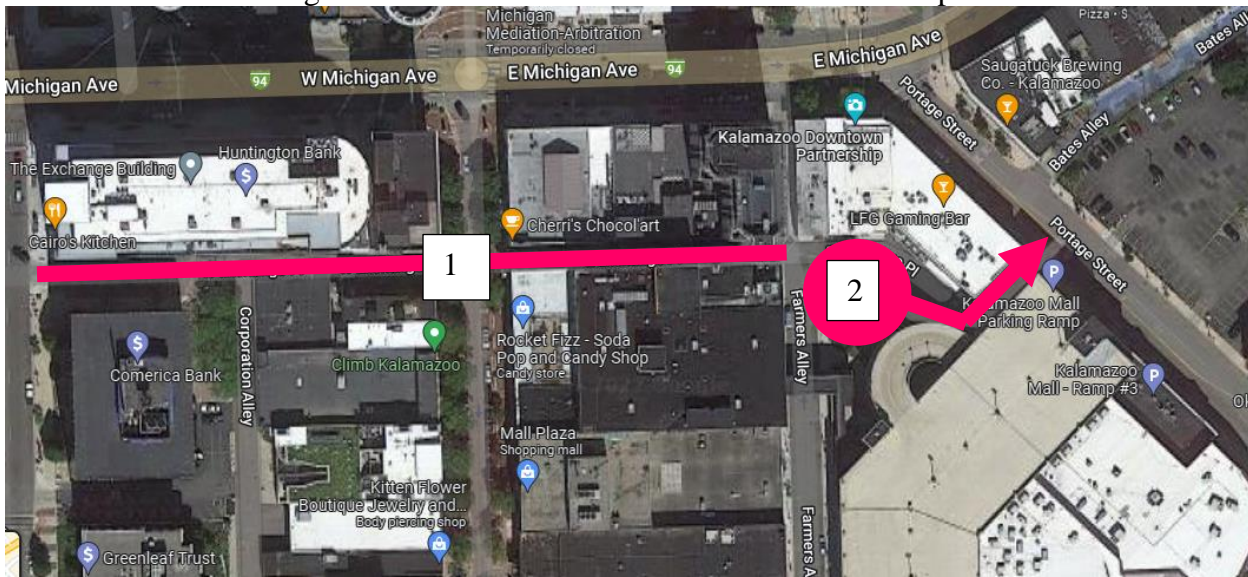 Michigan
Mediation-Arbitration
Temporarily closed
Pizma • $
Bates Alley
Michigan Ave
94
W Michigan Ave
E Michigan Ave
94
E Michigan Ave
Saugatuck Brewing
Co. - Kalamazoo
Portage Street
Bates Alley
Kalamazoo Downtown
Partnership
The Exchange Building
Huntington Bank
Cairo's Kitchen
Cherri's Chocol'art
LFG Gaming Bar
Portage Street
1
2
Pl
Kalamazoo Mall
Parking Ramp
Farmers Alley
Corporation Alley
Comerica Bank
Climb Kalamazoo
Rocket Fizz - Soda
Pop and Candy Shop
Candy store
Kalamazoo
Mall - Ramp #3
Mall Plaza
Shopping mall
Kitten Flower
Boutique Jewelry and...
Body piercing shop
Greenleaf Trust
Farmers A